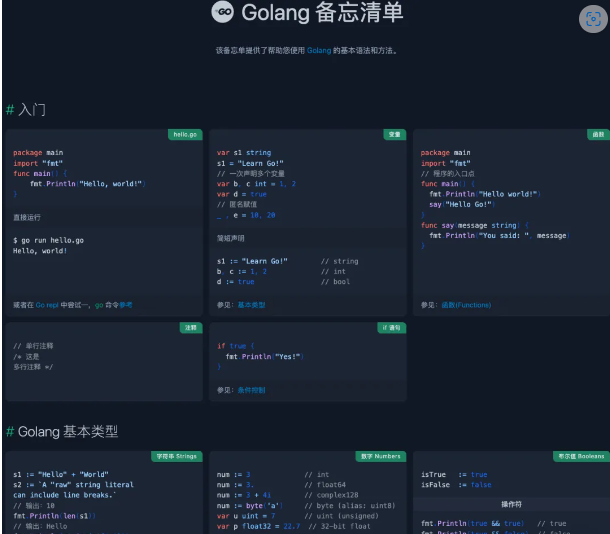 GO Golang 备忘清单
该备忘单提供了帮助您使用 Golang 的基本语法和方法。
# 入门
hello.go
package main
import "fmt"
func main() {
fmt.Println("Hello, world!")
}
直接运行
$ go run hello.go
Hello, world!
或者在 Go repl 中尝试一, go 命令参考
变量
var s1 string
s1 = "Learn Go!"
// 一次声明多个变量
var b, c int = 1, 2
var d = true
// 匿名赋值
_ , e = 10, 20
简短声明
s1 := "Learn Go!" // string
b, c := 1, 2 // int
d := true // bool
参见: 基本类型
函数
package main
import "fmt"
// 程序的入口点
func main() {
fmt.Println("Hello world!")
say("Hello Go!")
}
func say(message string) {
fmt.Println("You said: ", message)
}
参见: 函数(Functions)
注释
// 单行注释
/* 这是
多行注释 */
if 语句
if true {
fmt.Println("Yes!")
}
参见: 条件控制
# Golang 基本类型
字符串 Strings
s1 := "Hello" + "World"
s2 := `A "raw" string literal
can include line breaks.`
// 输出: 10
fmt.Println(len(s1))
// 输出: Hello
数字 Numbers
num := 3 // int
num := 3. // float64
num := 3 + 4i // complex128
num := byte('a') // byte (alias: uint8)
var u uint = 7 // uint (unsigned)
var p float32 = 22.7 // 32-bit float
布尔值 Booleans
isTrue := true
isFalse := false
操作符
fmt.Println(true && true) // true